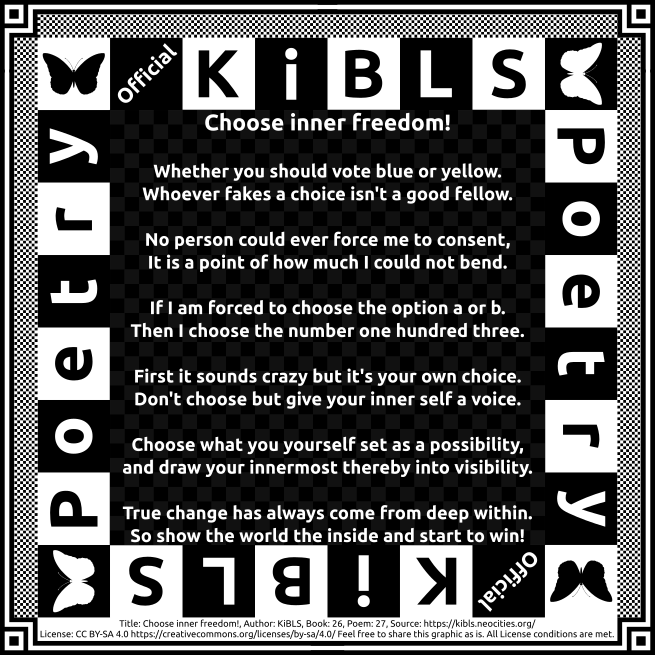 Official KiBLS
Poetry
Poetry
Choose inner freedom!
Whether you should vote blue or yellow.
Whoever fakes a choice isn't a good fellow.
No person could ever force me to consent,
It is a point of how much I could not bend.
If I am forced to choose the option a or b.
Then I choose the number one hundred three.
First it sounds crazy but it's your own choice.
Don't choose but give your inner self a voice.
Choose what you yourself set as a possibility,
and draw your innermost thereby into visibility.
True change has always come from deep within.
So show the world the inside and start to win!
Official KiBLS
Title: Choose inner freedom!, Author: KiBLS, Book: 26, Poem: 27, Source: https://kibls.neocities.org/
License: CC BY-SA 4.0 https://creativecommons.org/licenses/by-sa/4.0/ Feel free to share this graphic as is. All License conditions are met.